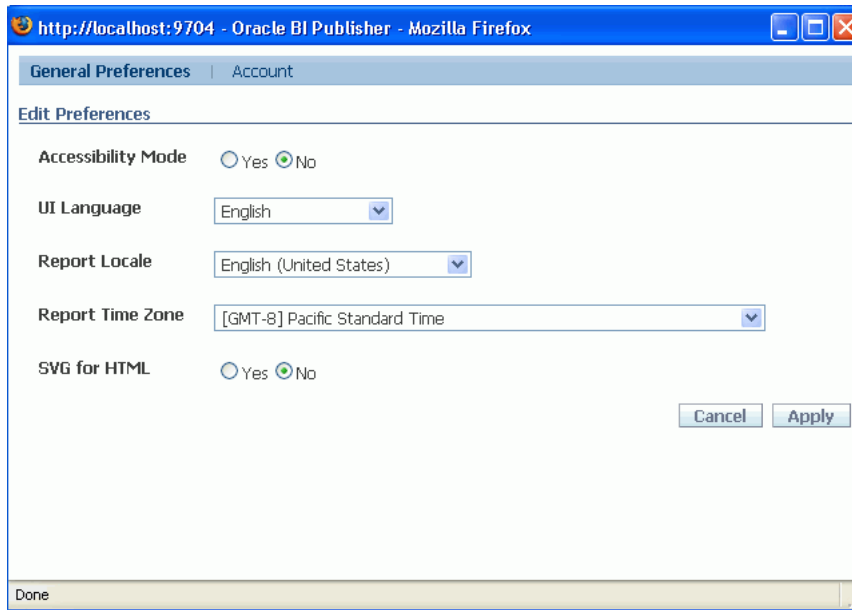 http://localhost:9704 - Oracle BI Publisher - Mozilla Firefox
General Preferences | Account
Edit Preferences
Accessibility Mode Yes No
UI Language English
Report Locale English (United States)
Report Time Zone [GMT-8] Pacific Standard Time
SVG for HTML Yes No
Cancel Apply
Done